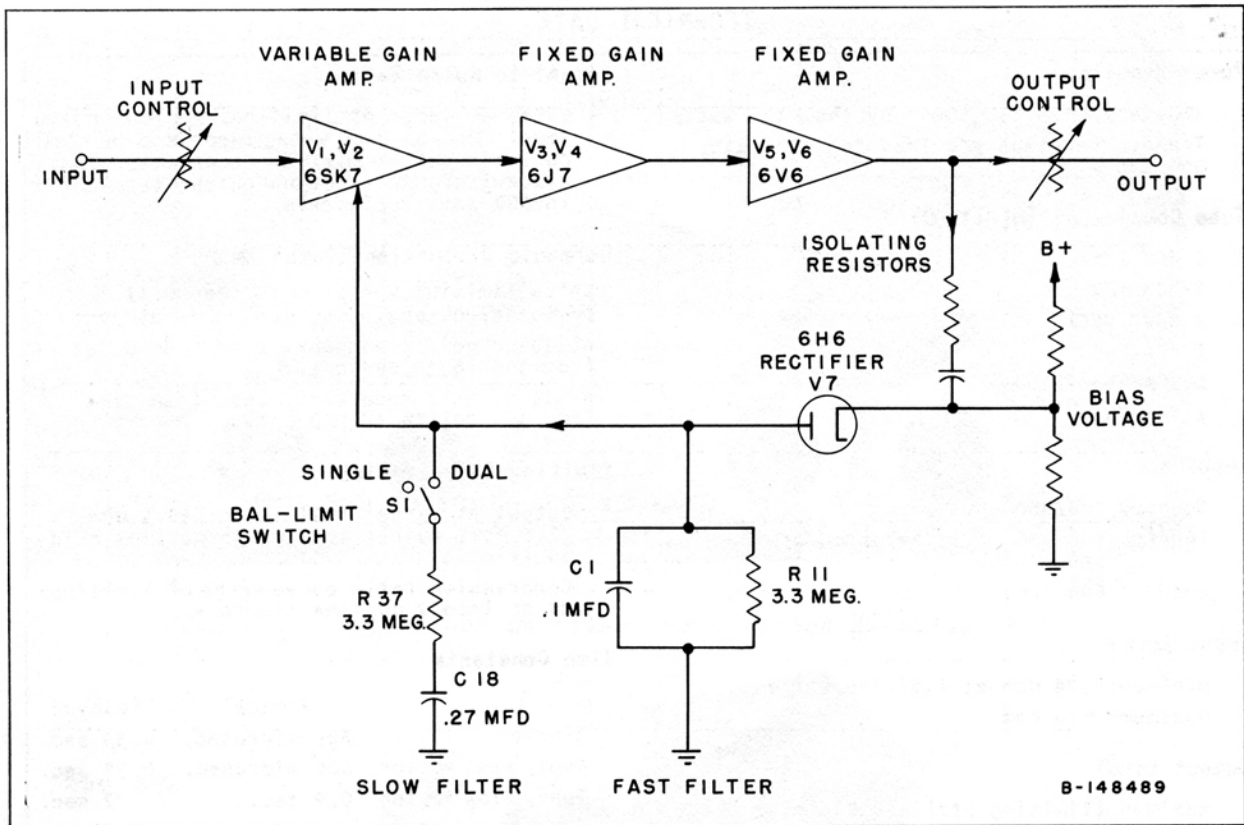 VARIABLE GAIN
AMP.
FIXED GAIN
AMP.
FIXED GAIN
AMP.
INPUT
CONTROL
OUTPUT
CONTROL
V1, V2
6SK7
V3, V4
6J7
V5, V6
6V6
INPUT
OUTPUT
ISOLATING
RESISTORS
B+
6H6
RECTIFIER
V7
BIAS
VOLTAGE
SINGLE
DUAL
S1
BAL-LIMIT
SWITCH
R 37
3.3 MEG.
C1
.1MFD
R 11
3.3 MEG.
C 18
.27 MFD
SLOW FILTER
FAST FILTER
B-148489